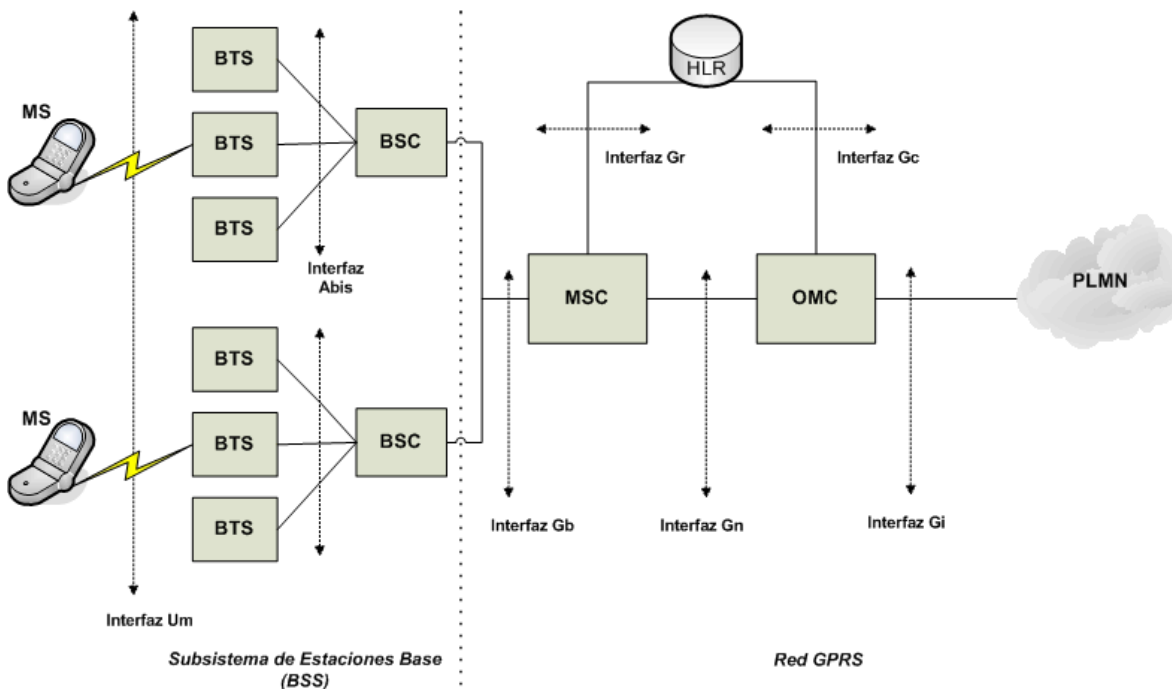 HLR
BTS
MS
BTS
BSC
BTS
Interfaz Gr
Interfaz Gc
Interfaz
Abis
MSC
OMC
PLMN
BTS
MS
BTS
BSC
BTS
Interfaz Gb
Interfaz Gn
Interfaz Gi
Interfaz Um
Subsistema de Estaciones Base
(BSS)
Red GPRS